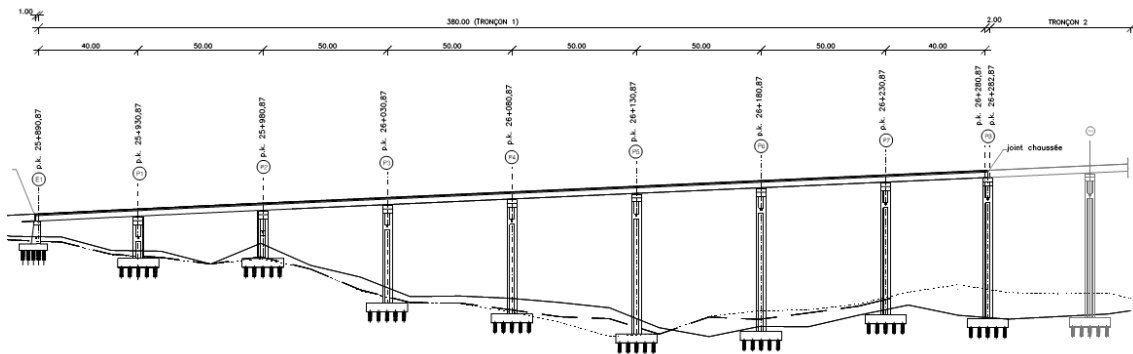 1.00
380.00 (TRONÇON 1)
2.00
TRONÇON 2
40.00
50.00
50.00
50.00
50.00
50.00
50.00
40.00
p.k. 25+890,87
p.k. 25+930,87
p.k. 25+980,87
p.k. 26+030,87
p.k. 26+080,87
p.k. 26+130,87
p.k. 26+180,87
p.k. 26+230,87
p.k. 26+280,87
p.k. 26+282,87
E1
P1
P2
P3
P4
P5
P6
P7
P8
joint chaussée